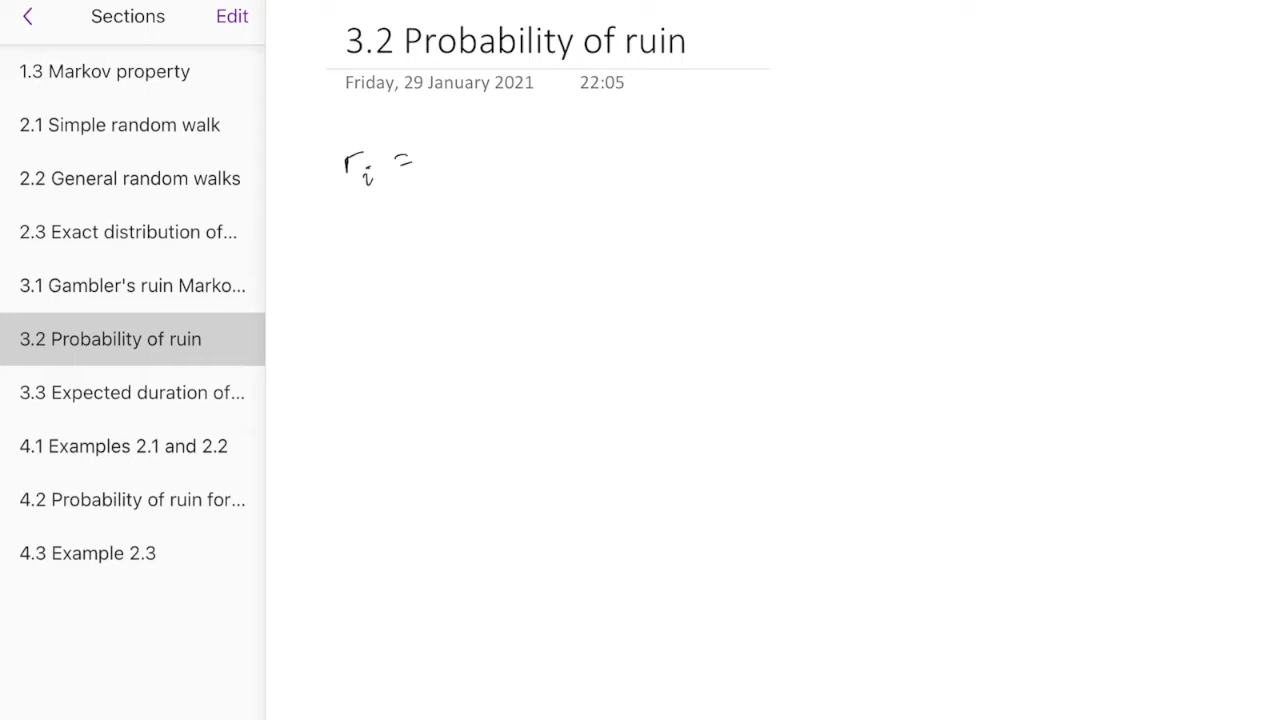 Sections
Edit
1.3 Markov property
2.1 Simple random walk
2.2 General random walks
2.3 Exact distribution of...
3.1 Gambler's ruin Marko...
3.2 Probability of ruin
3.3 Expected duration of...
4.1 Examples 2.1 and 2.2
4.2 Probability of ruin for...
4.3 Example 2.3
3.2 Probability of ruin
Friday, 29 January 2021 22:05
rᵢ =